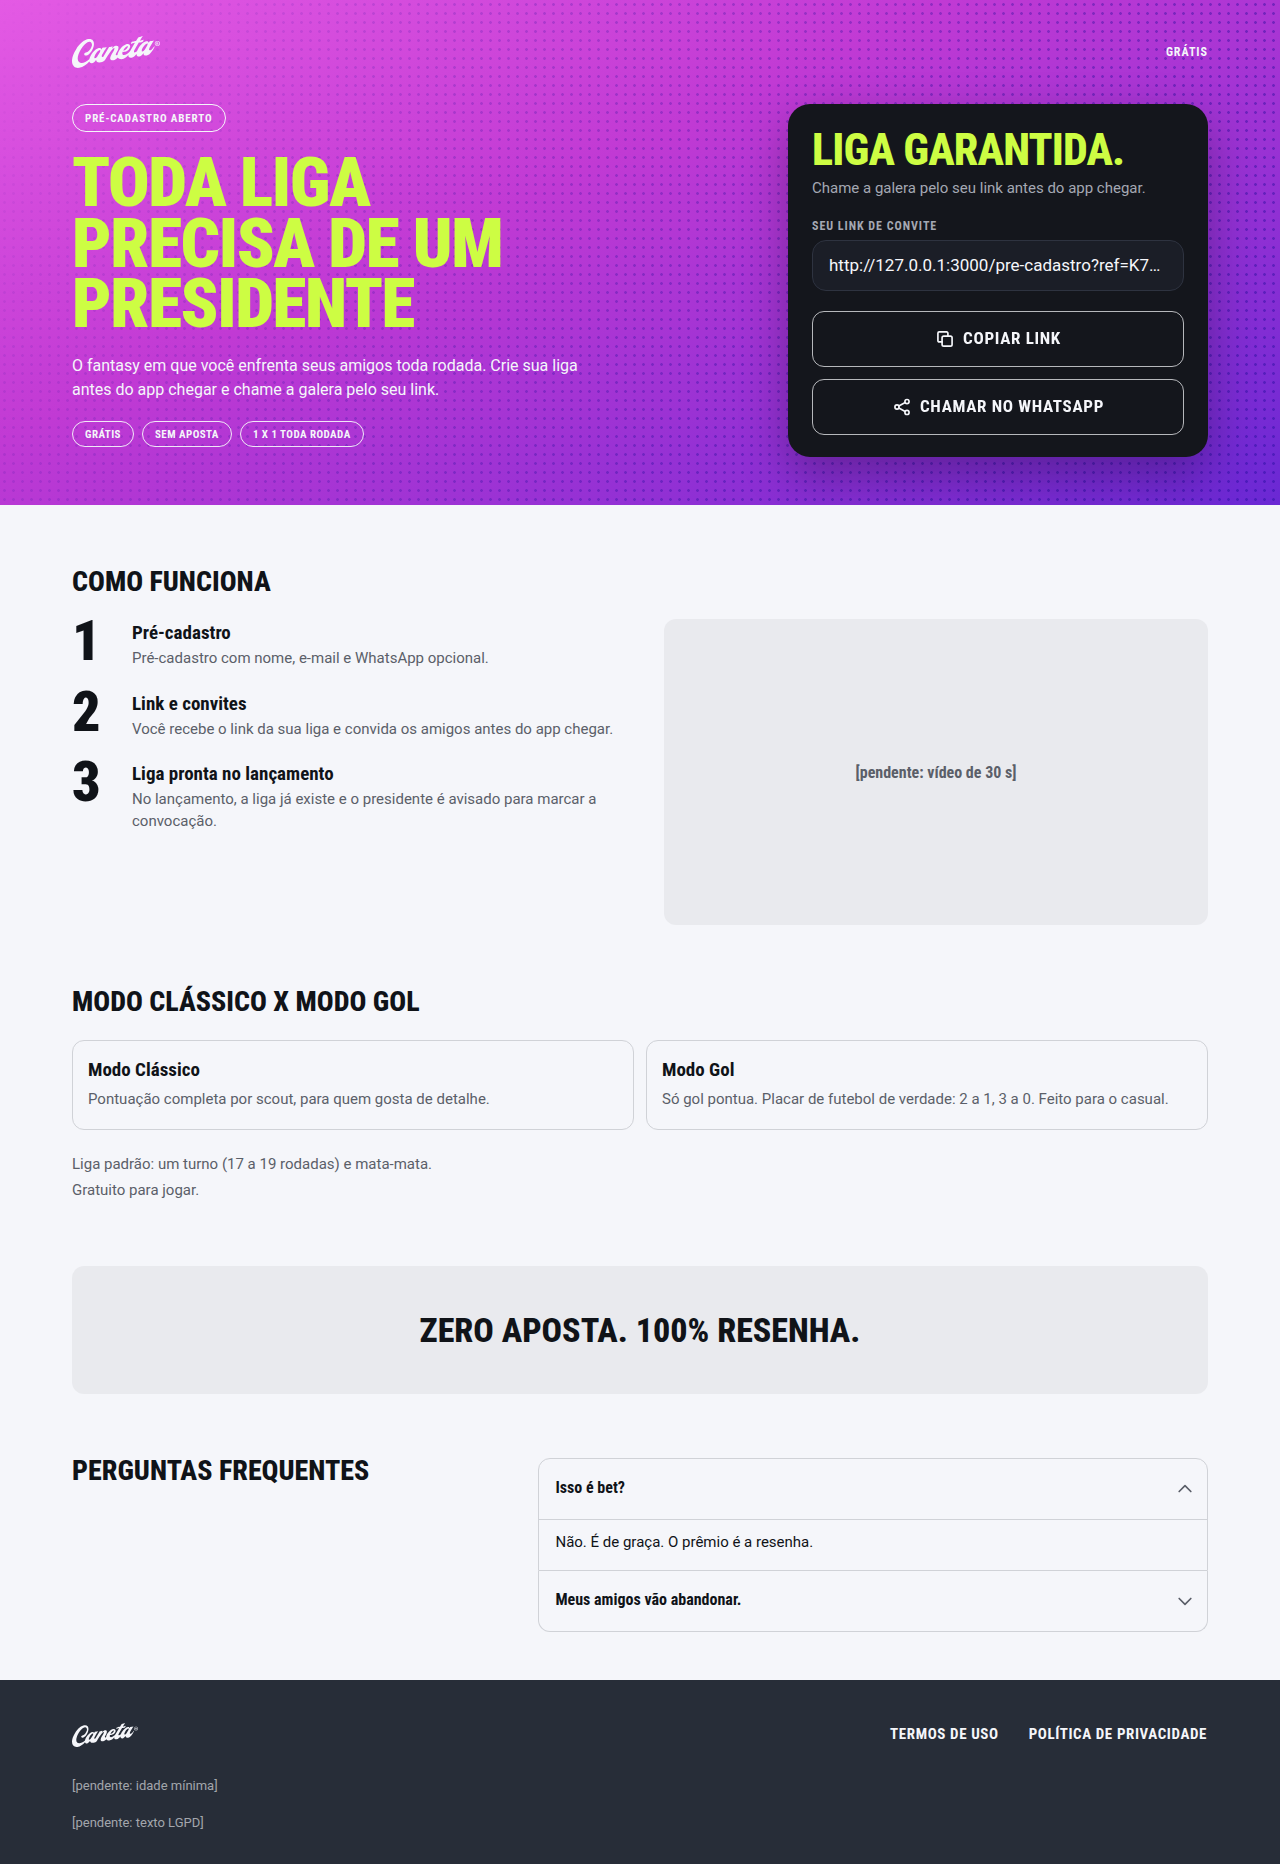 Caneta®
GRÁTIS
PRÉ-CADASTRO ABERTO
TODA LIGA
PRECISA DE UM
PRESIDENTE
O fantasy em que você enfrenta seus amigos toda rodada. Crie sua liga
antes do app chegar e chame a galera pelo seu link.
GRÁTIS
SEM APOSTA
1 X 1 TODA RODADA
LIGA GARANTIDA.
Chame a galera pelo seu link antes do app chegar.
SEU LINK DE CONVITE
http://127.0.0.1:3000/pre-cadastro?ref=K7...
COPIAR LINK
CHAMAR NO WHATSAPP
COMO FUNCIONA
1
Pré-cadastro
Pré-cadastro com nome, e-mail e WhatsApp opcional.
2
Link e convites
Você recebe o link da sua liga e convida os amigos antes do app chegar.
3
Liga pronta no lançamento
No lançamento, a liga já existe e o presidente é avisado para marcar a
convocação.
[pendente: vídeo de 30 s]
MODO CLÁSSICO X MODO GOL
Modo Clássico
Pontuação completa por scout, para quem gosta de detalhe.
Modo Gol
Só gol pontua. Placar de futebol de verdade: 2 a 1, 3 a 0. Feito para o casual.
Liga padrão: um turno (17 a 19 rodadas) e mata-mata.
Gratuito para jogar.
ZERO APOSTA. 100% RESENHA.
PERGUNTAS FREQUENTES
Isso é bet?
Não. É de graça. O prêmio é a resenha.
Meus amigos vão abandonar.
Caneta®
TERMOS DE USO
POLÍTICA DE PRIVACIDADE
[pendente: idade mínima]
[pendente: texto LGPD]